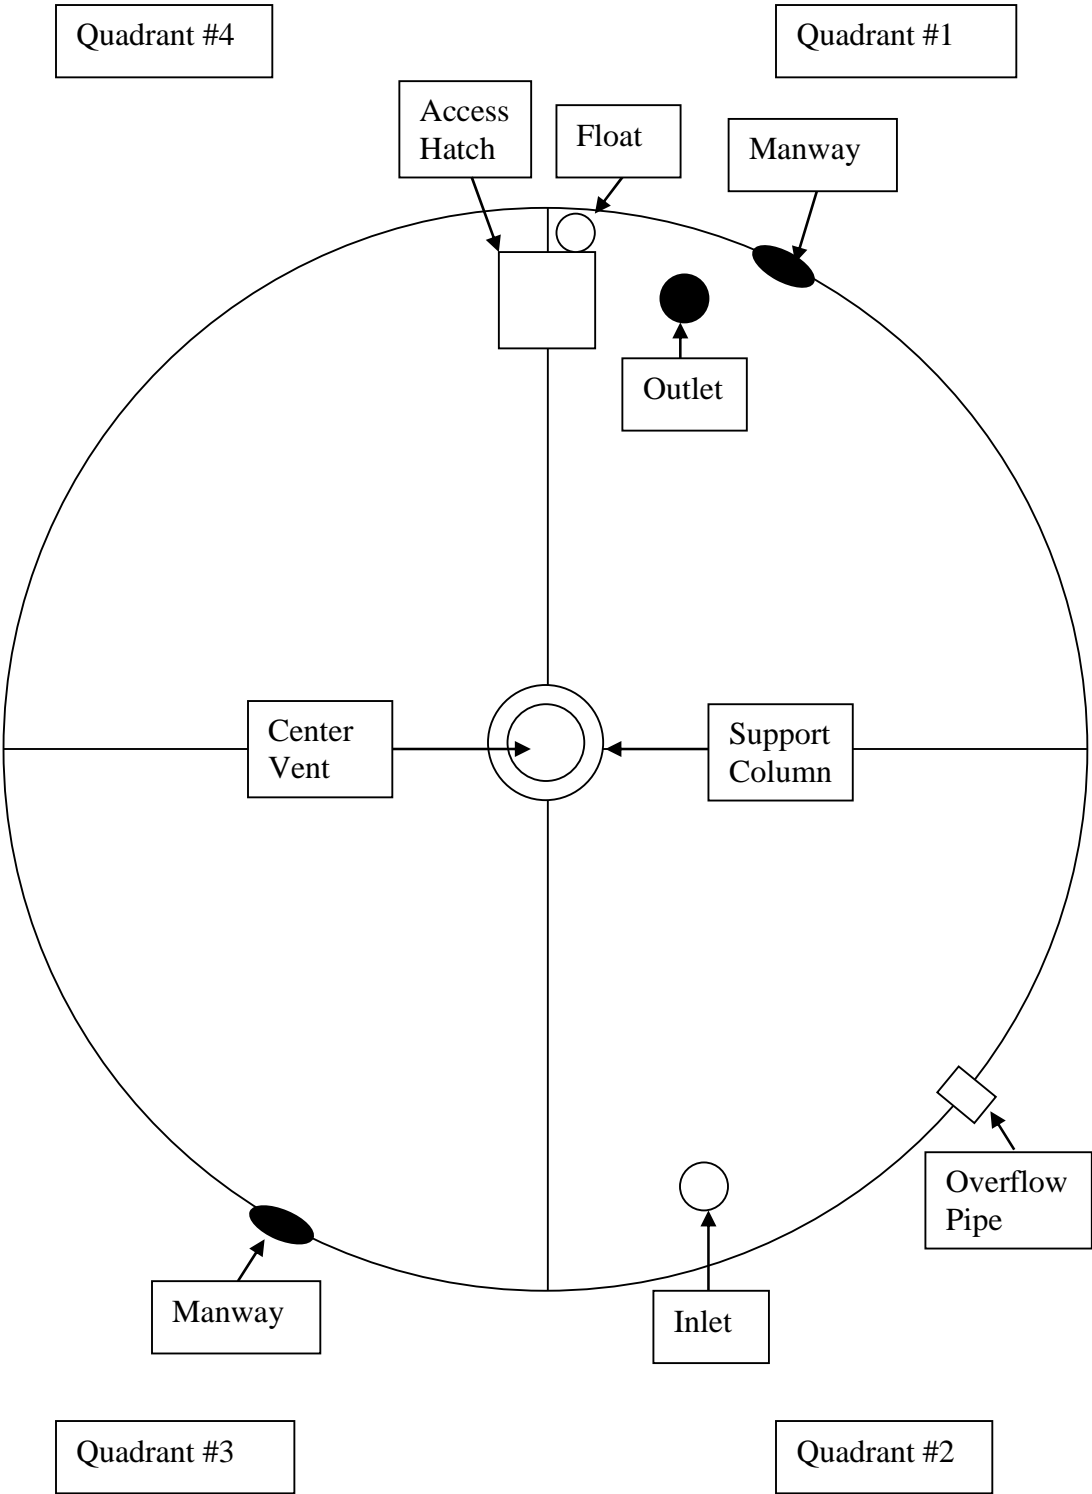 Quadrant #4
Quadrant #1
Access
Hatch
Float
Manway
Outlet
Center
Vent
Support
Column
Overflow
Pipe
Manway
Inlet
Quadrant #3
Quadrant #2